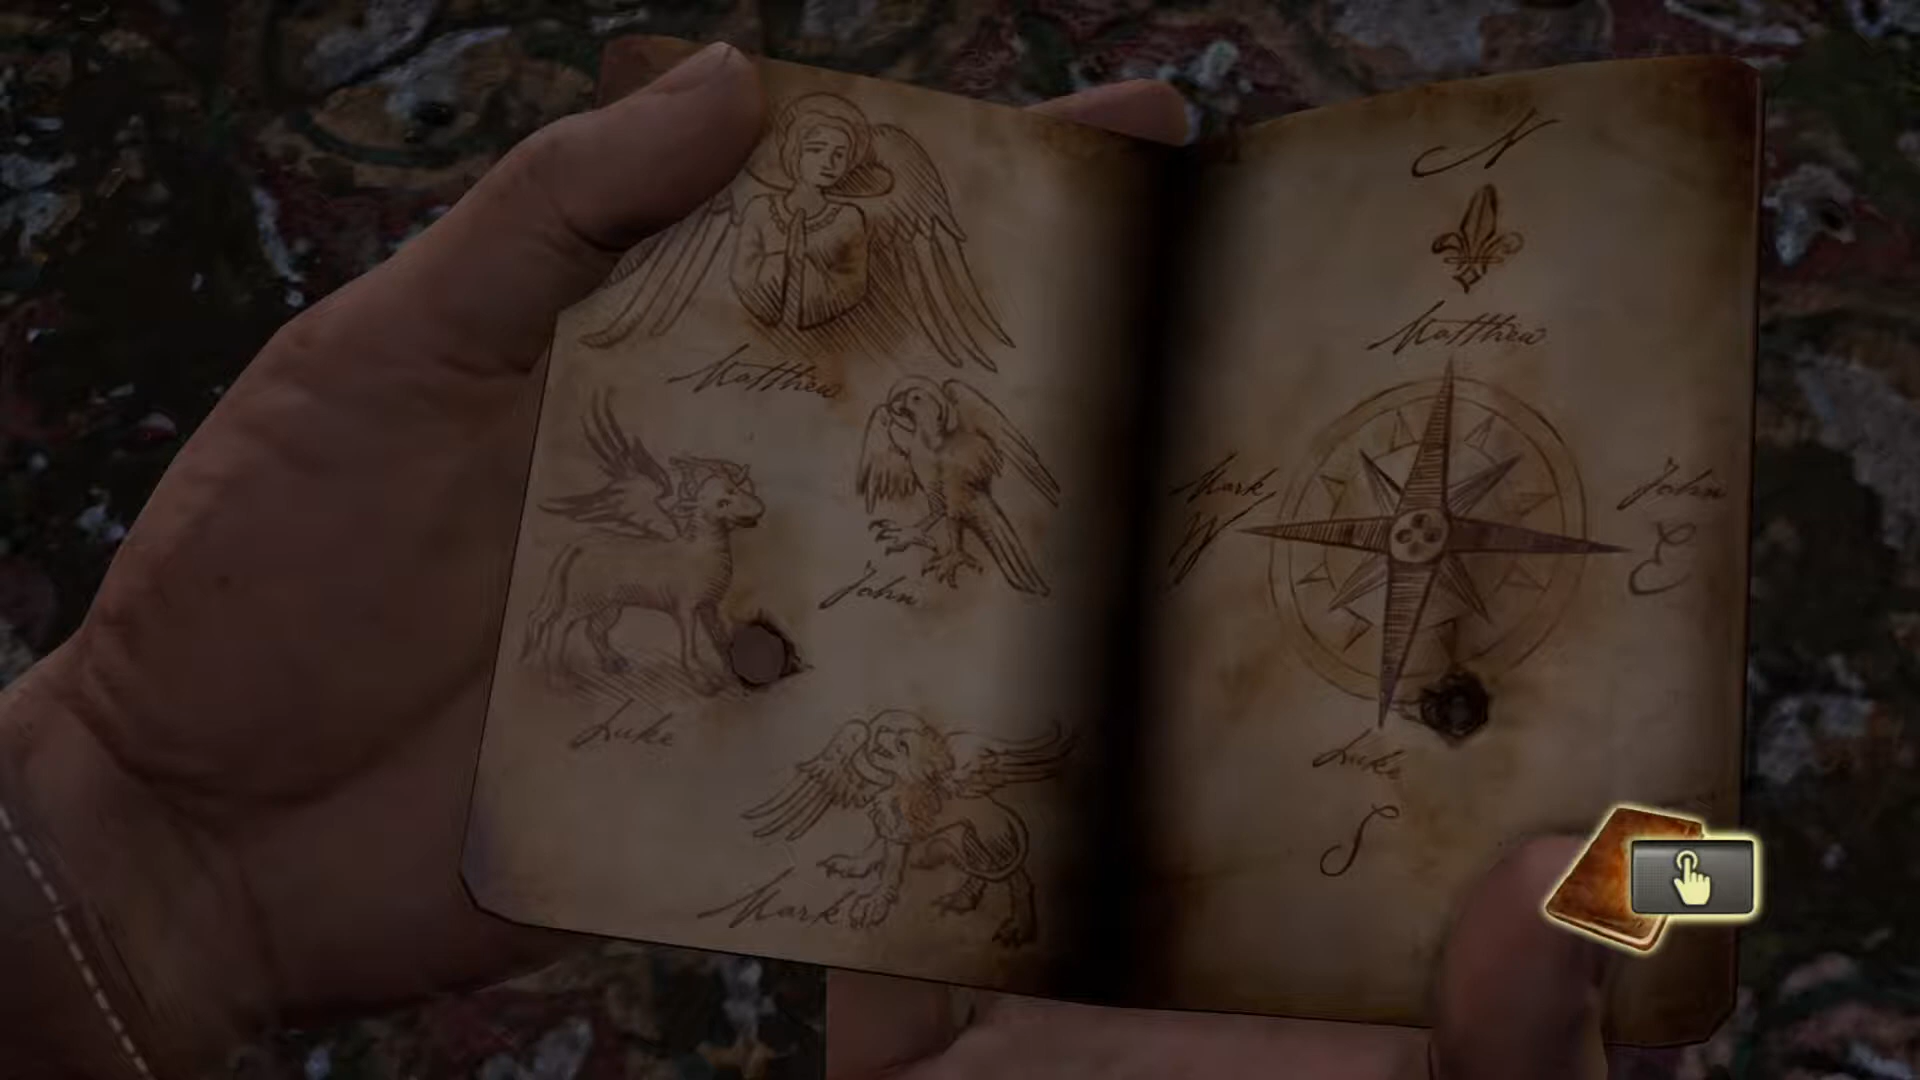 Matthew
John
Luke
Mark
N
Matthew
Mark
W
John
E
Luke
S